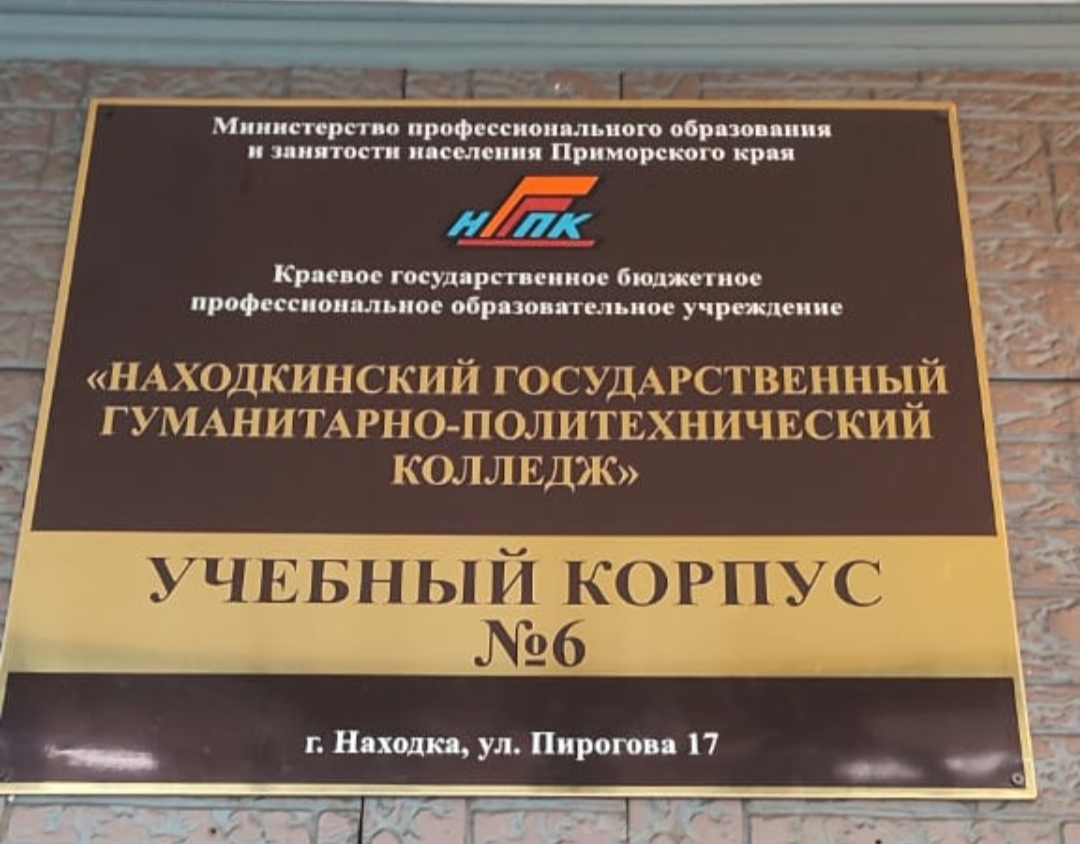 Министерство профессионального образования
и занятости населения Приморского края
НГПК
Краевое государственное бюджетное
профессиональное образовательное учреждение
«НАХОДКИНСКИЙ ГОСУДАРСТВЕННЫЙ
ГУМАНИТАРНО-ПОЛИТЕХНИЧЕСКИЙ
КОЛЛЕДЖ»
УЧЕБНЫЙ КОРПУС
№6
г. Находка, ул. Пирогова 17